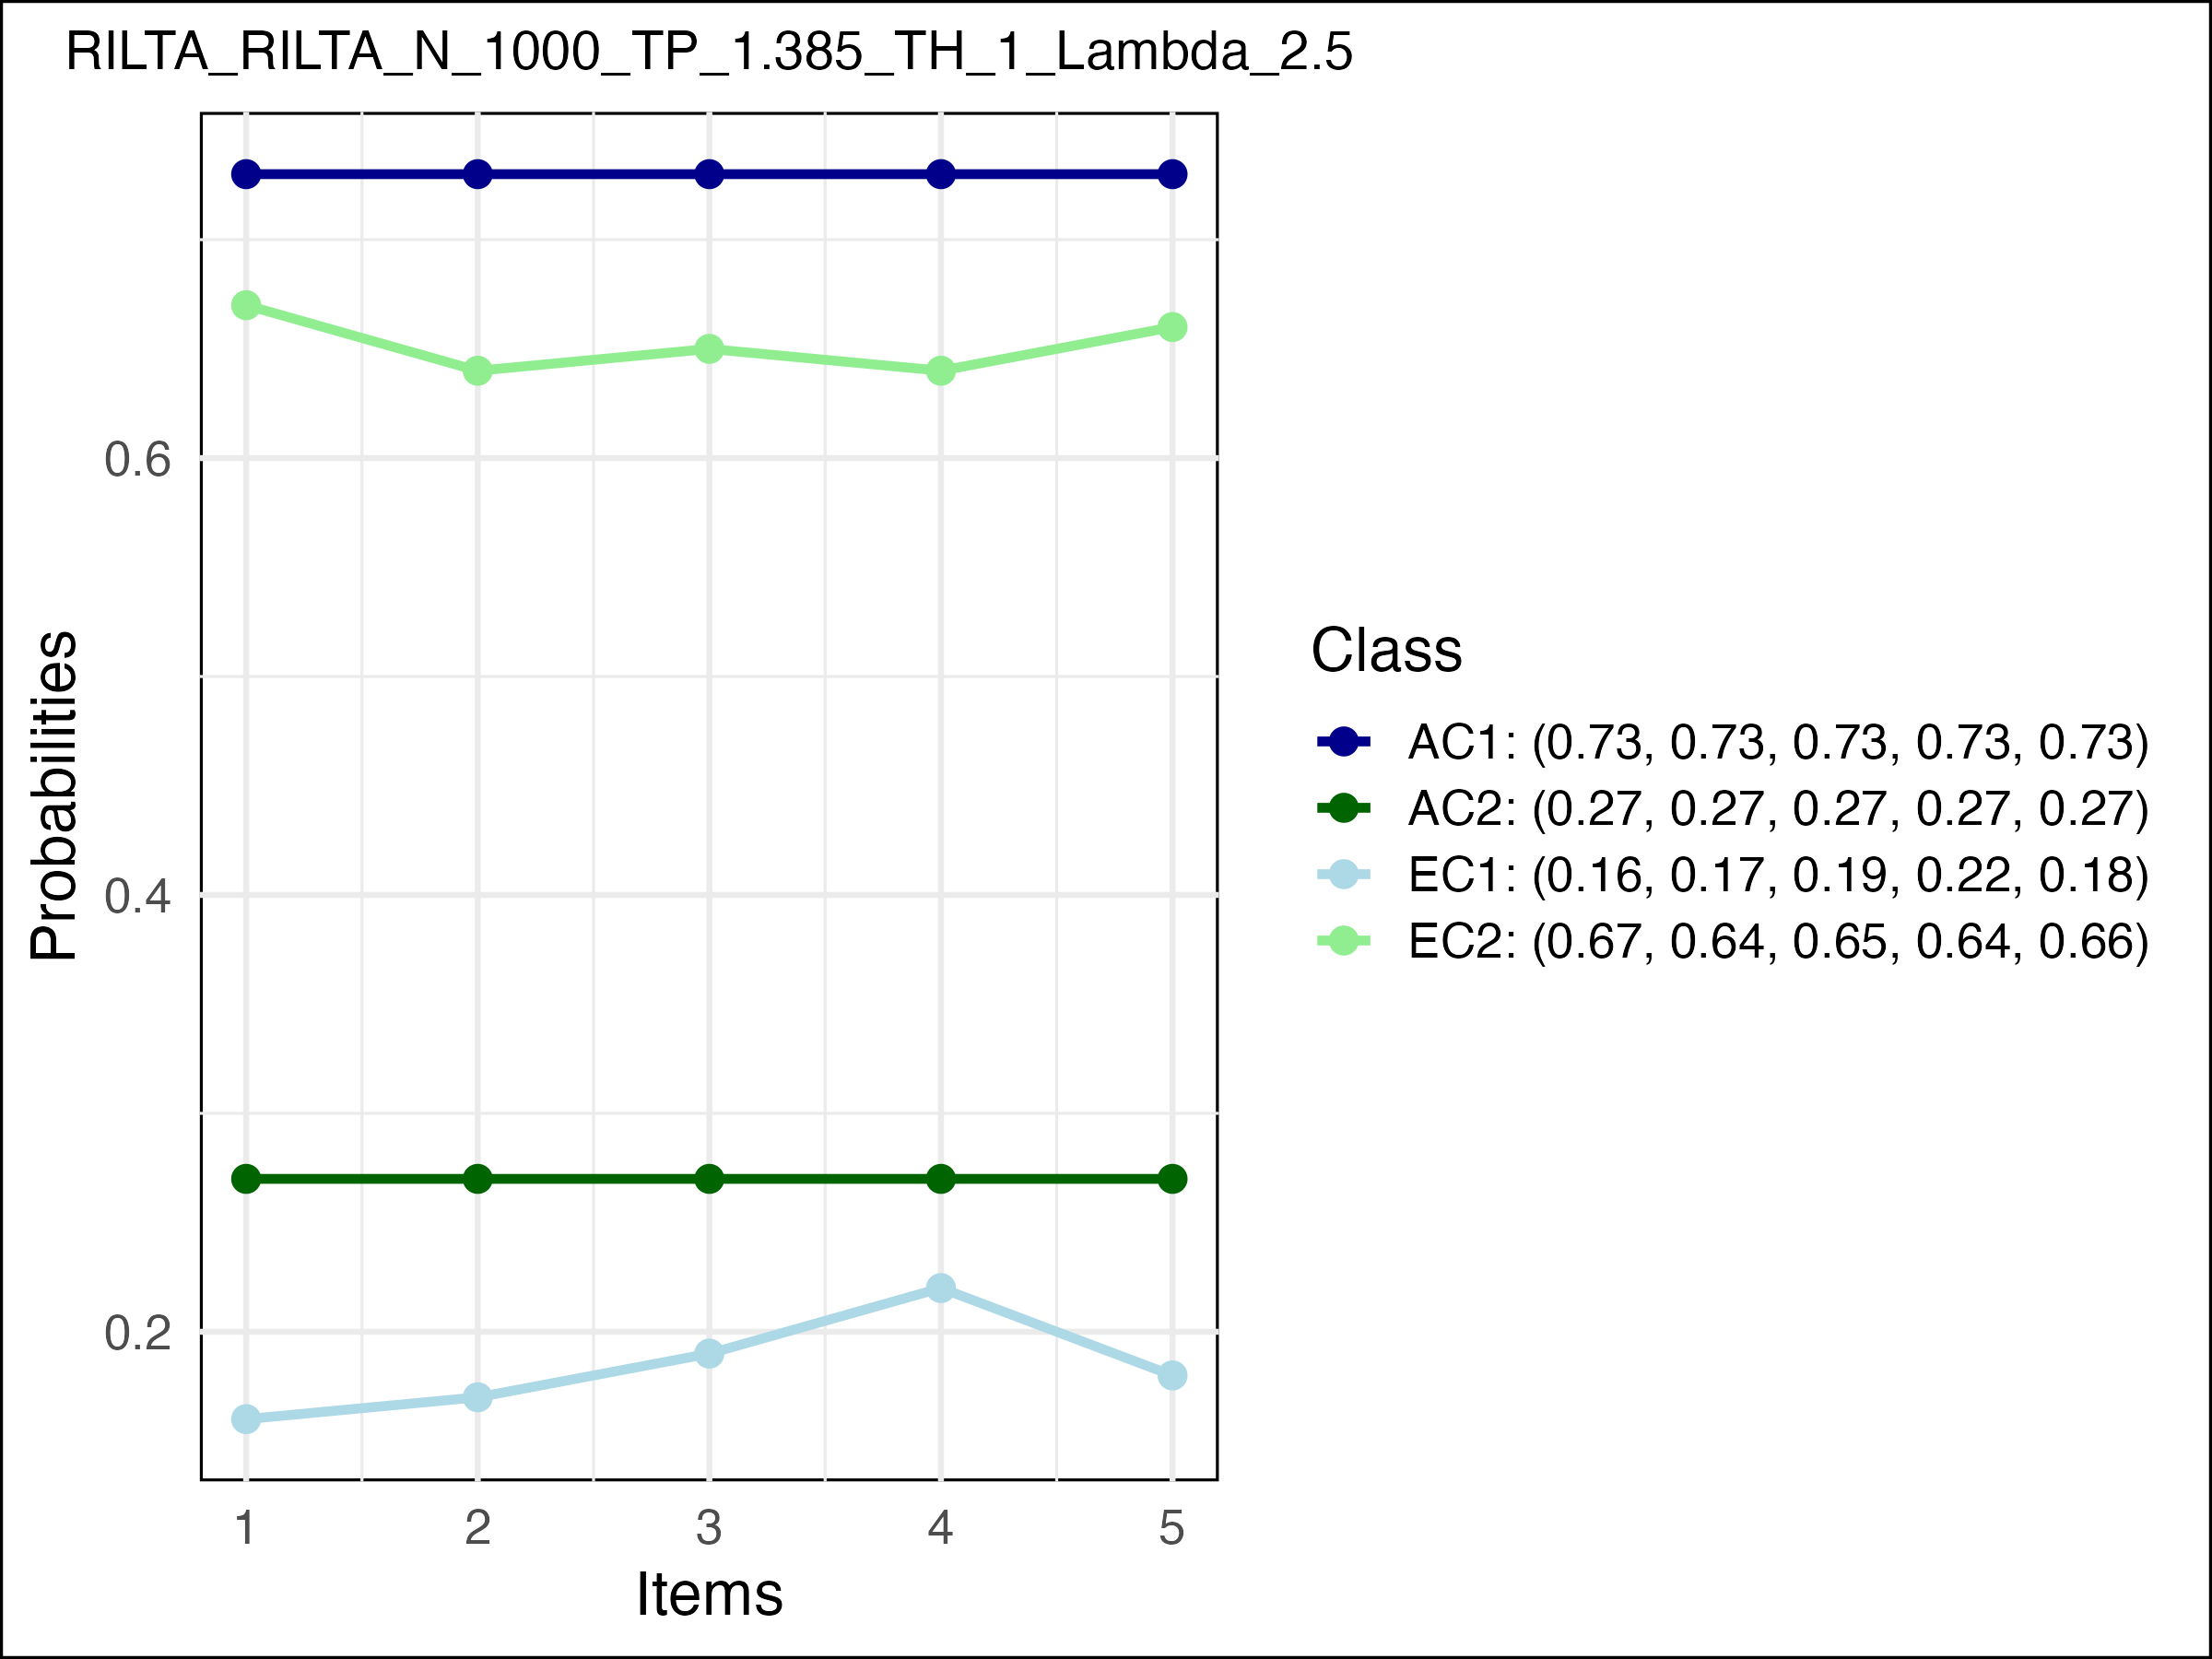 RILTA_RILTA_N_1000_TP_1.385_TH_1_Lambda_2.5
Probabilities
0.6
0.4
0.2
1 2 3 4 5
Items
Class
AC1: (0.73, 0.73, 0.73, 0.73, 0.73)
AC2: (0.27, 0.27, 0.27, 0.27, 0.27)
EC1: (0.16, 0.17, 0.19, 0.22, 0.18)
EC2: (0.67, 0.64, 0.65, 0.64, 0.66)